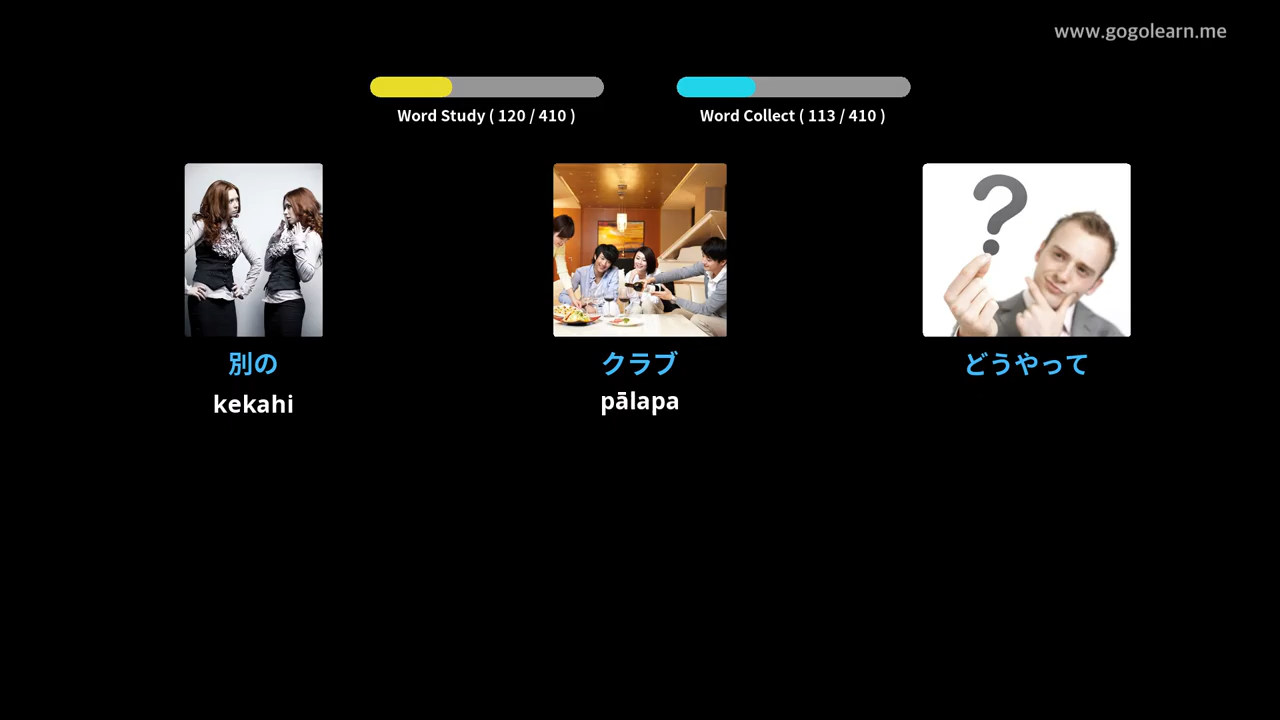 www.gogolearn.me
Word Study ( 120 / 410 )
Word Collect ( 113 / 410 )
別の
クラブ
どうやって
kekahi
pālapa